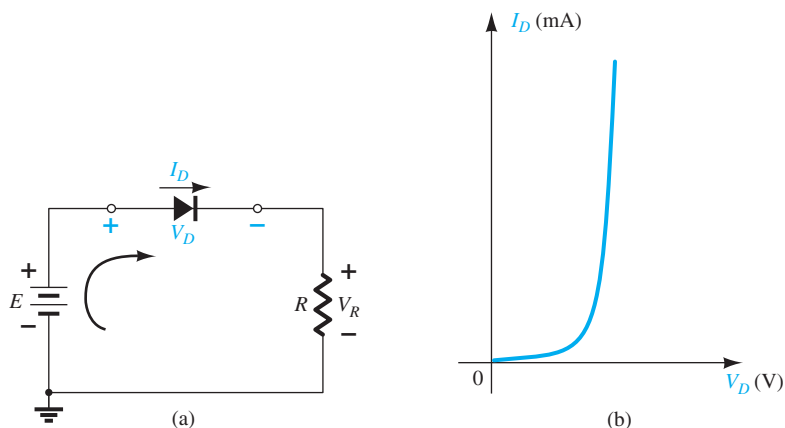 I_D (mA)
I_D
+ V_D −
+
E
−
+
R V_R
−
0
V_D (V)
(a)
(b)